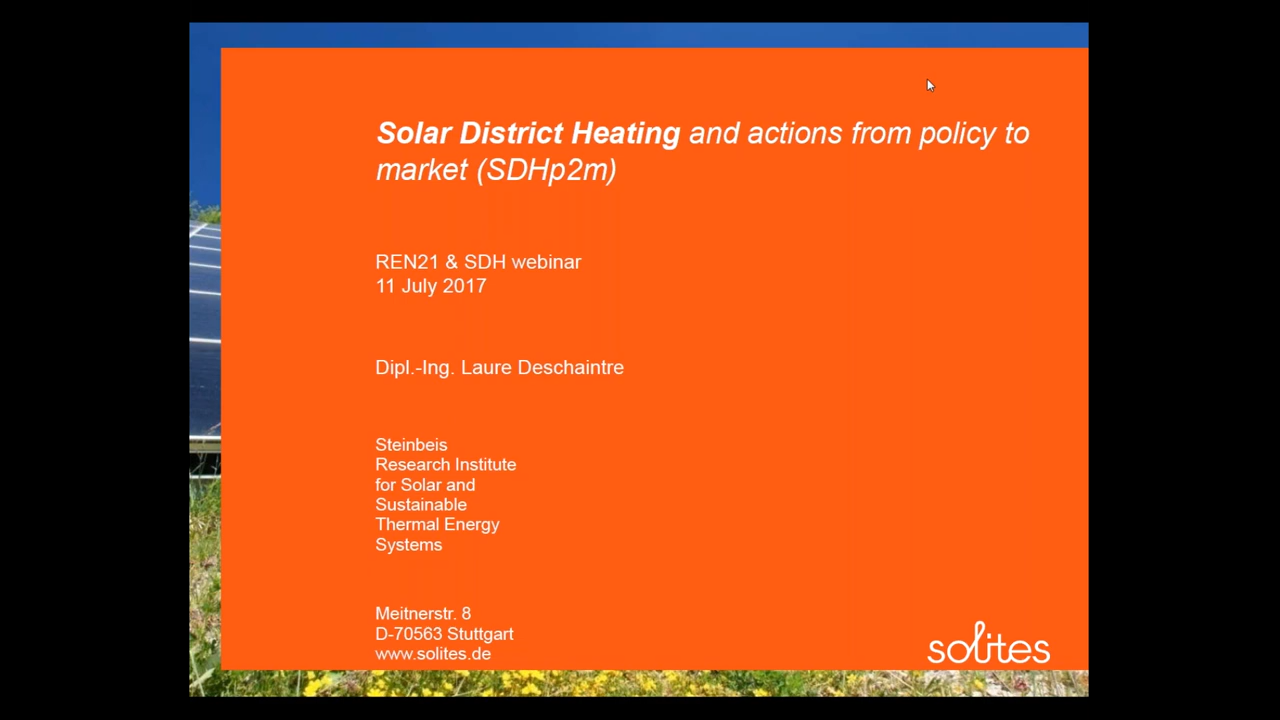 Solar District Heating and actions from policy to
market (SDHp2m)
REN21 & SDH webinar
11 July 2017
Dipl.-Ing. Laure Deschaintre
Steinbeis
Research Institute
for Solar and
Sustainable
Thermal Energy
Systems
Meitnerstr. 8
D-70563 Stuttgart
www.solites.de
solites